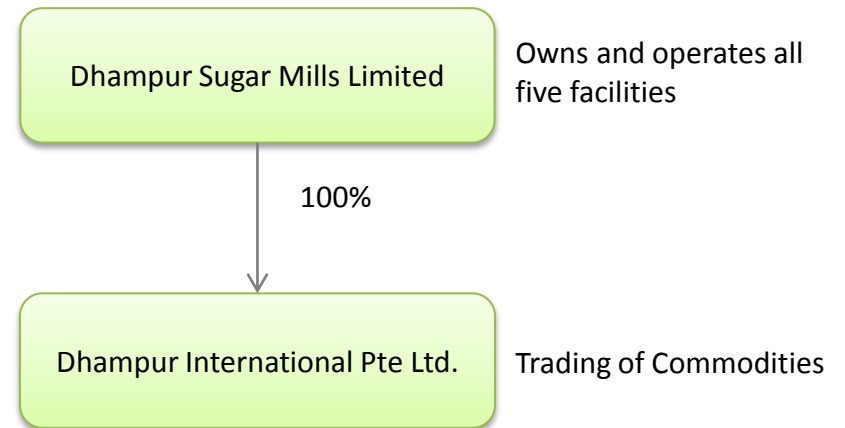 Dhampur Sugar Mills Limited
Owns and operates all
five facilities
100%
Dhampur International Pte Ltd.
Trading of Commodities